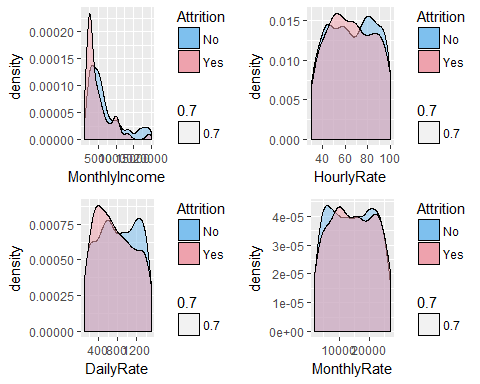 Attrition
No
Yes
0.7
0.7
0.00020
0.00015
0.00010
0.00005
0.00000
density
MonthlyIncome
Attrition
No
Yes
0.7
0.7
0.015
0.010
0.005
0.000
density
40 60 80 100
HourlyRate
Attrition
No
Yes
0.7
0.7
0.00075
0.00050
0.00025
0.00000
density
400 800 1200
DailyRate
Attrition
No
Yes
0.7
0.7
4e-05
3e-05
2e-05
1e-05
0e+00
density
10000 20000
MonthlyRate